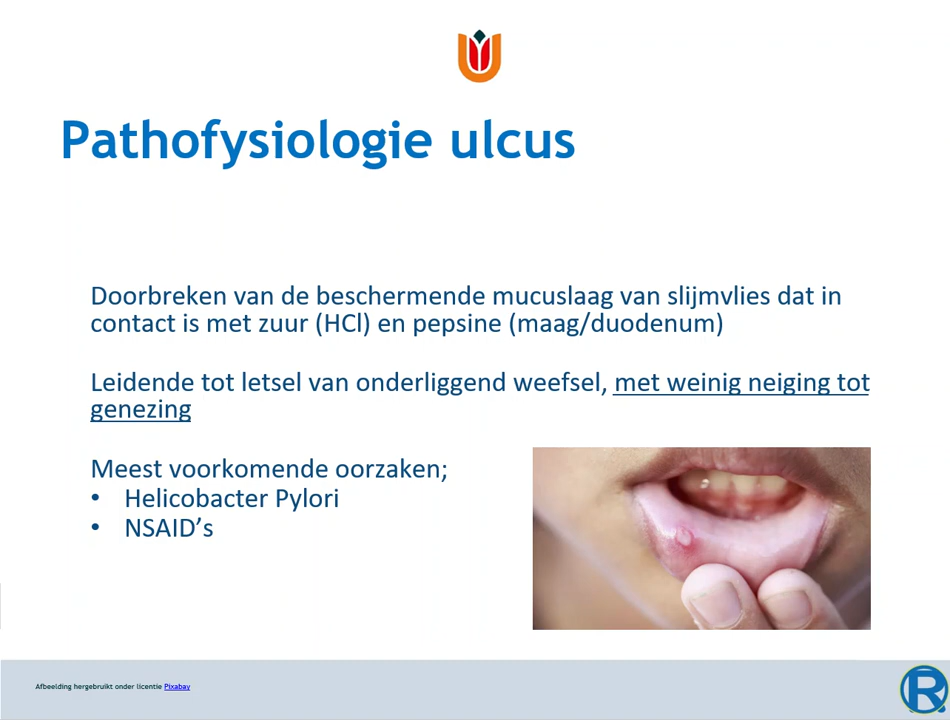 Pathofysiologie ulcus
Doorbreken van de beschermende mucuslaag van slijmvlies dat in
contact is met zuur (HCl) en pepsine (maag/duodenum)
Leidende tot letsel van onderliggend weefsel, met weinig neiging tot
genezing
Meest voorkomende oorzaken;
• Helicobacter Pylori
• NSAID's
Afbeelding hergebruikt onder licentie Pixabay
R